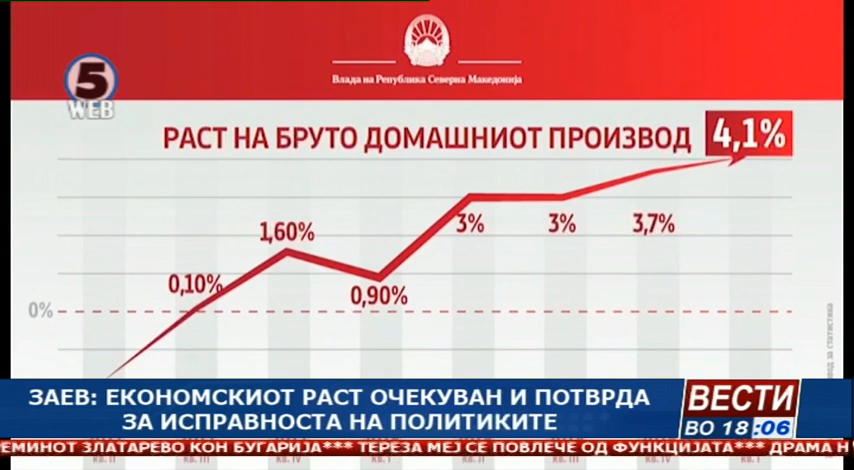 Влада на Република Северна Македонија
5
WEB
РАСТ НА БРУТО ДОМАШНИОТ ПРОИЗВОД 4,1%
0,10%
1,60%
0,90%
3%
3%
3,7%
0%
ЗАЕВ: ЕКОНОМСКИОТ РАСТ ОЧЕКУВАН И ПОТВРДА
ЗА ИСПРАВНОСТА НА ПОЛИТИКИТЕ
ВЕСТИ
ВО 18:06
ЗЛАТАРЕВО КОН БУГАРИЈА*** ТЕРЕЗА МЕЈ СЕ ПОВЛЕЧЕ ОД ФУНКЦИЈАТА*** ДРАМА Н